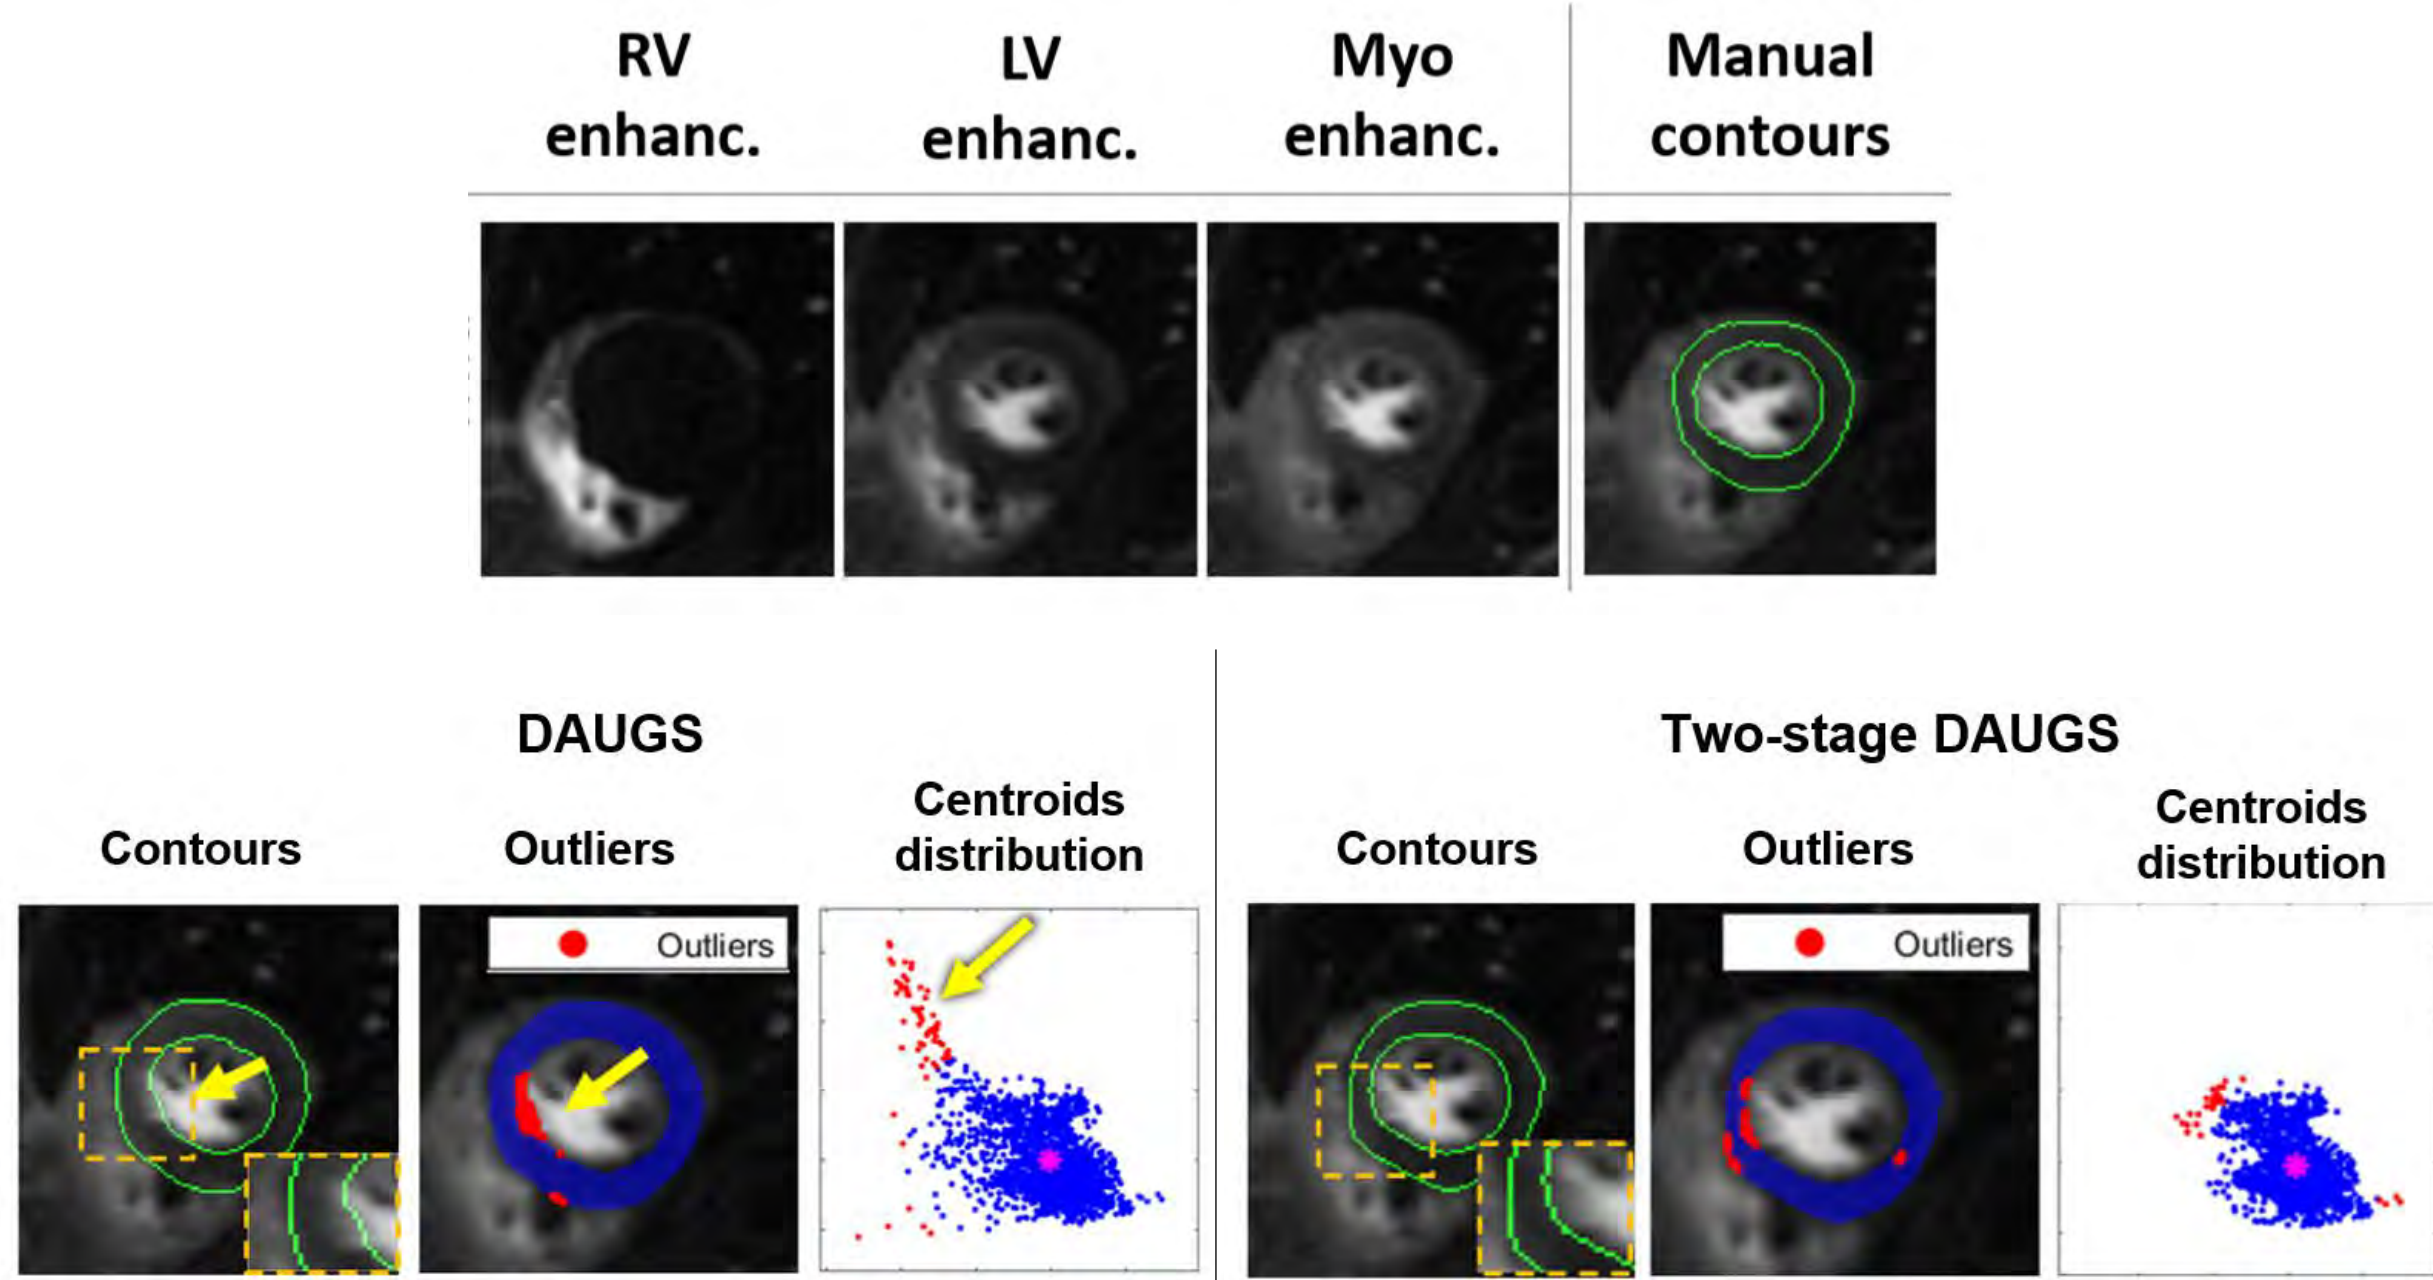 RV
enhanc.
LV
enhanc.
Myo
enhanc.
Manual
contours
DAUGS
Contours
Outliers
Centroids
distribution
Outliers
Two-stage DAUGS
Contours
Outliers
Centroids
distribution
Outliers